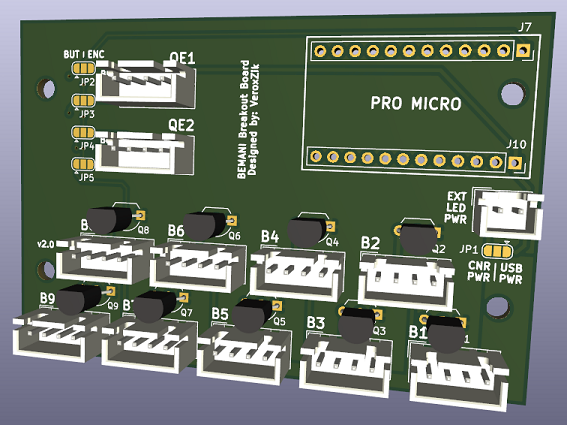 J7
BUT | ENC
QE1
JP2
JP3
QE2
JP4
JP5
BEMANI Breakout Board
Designed by: VeroxZik
PRO MICRO
J10
EXT
LED
PWR
JP1
CNR | USB
PWR | PWR
Q8
B6
Q6
B4
Q4
B2
Q2
v2.0
B9
Q9
Q7
B5
Q5
B3
Q3
B1